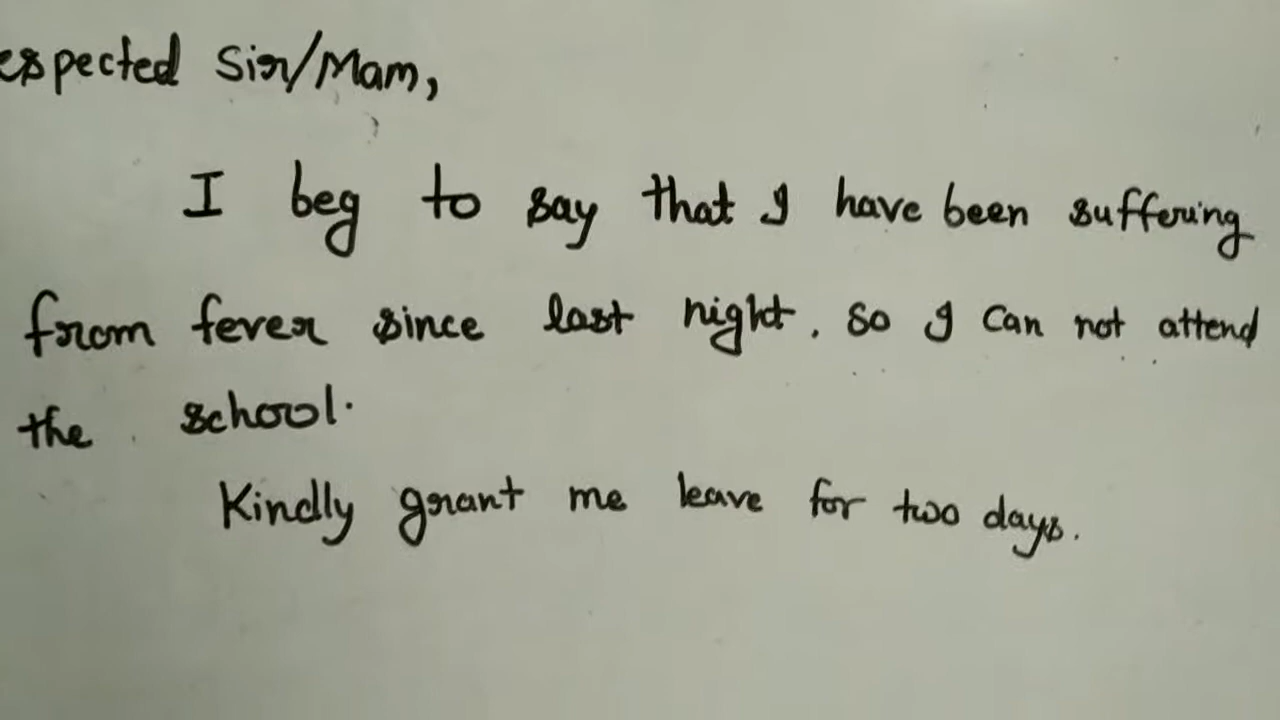 espected Sir/Mam,
I beg to say that I have been suffering
from fever since last night. So I can not attend
the school.
Kindly grant me leave for two days.